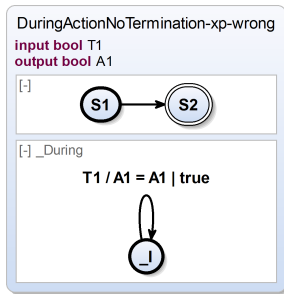 DuringActionNoTermination-xp-wrong
input bool T1
output bool A1
[-]
S1 S2
[-] _During
T1 / A1 = A1 | true
_I